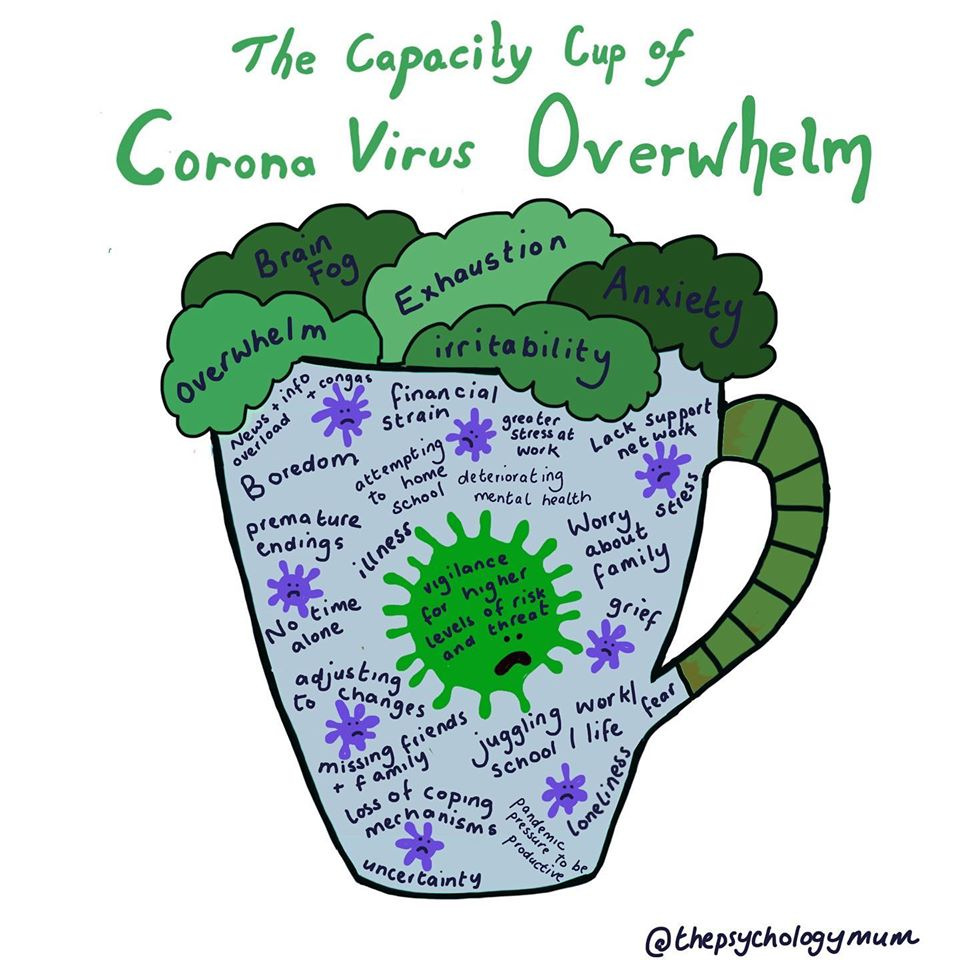 The Capacity Cup of
Corona Virus Overwhelm
Brain
Fog
Exhaustion
Anxiety
overwhelm
irritability
News + info + congas
overload
financial
strain
greater
stress at
work
Lack support
network
Boredom
attempting
to home
school
deteriorating
mental health
stress
premature
endings
illness
Worry
about
family
vigilance
for higher
levels of risk
and threat
No time
alone
grief
adjusting
to changes
missing friends
+ family
juggling work/
school / life
fear
Loss of coping
mechanisms
pandemic
pressure to be
productive
Loneliness
uncertainty
@thepsychologymum